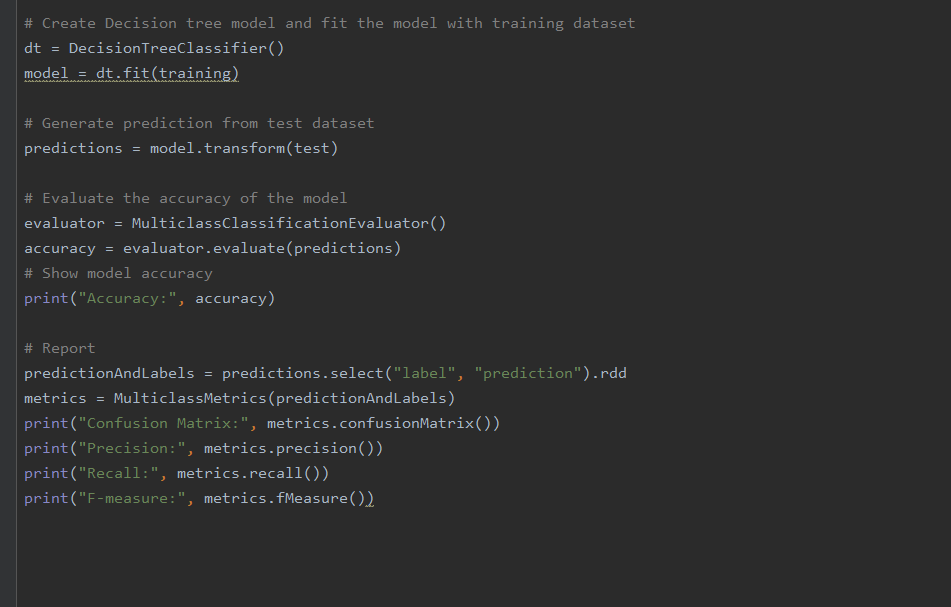 # Create Decision tree model and fit the model with training dataset
dt = DecisionTreeClassifier()
model = dt.fit(training)
# Generate prediction from test dataset
predictions = model.transform(test)
# Evaluate the accuracy of the model
evaluator = MulticlassClassificationEvaluator()
accuracy = evaluator.evaluate(predictions)
# Show model accuracy
print("Accuracy:", accuracy)
# Report
predictionAndLabels = predictions.select("label", "prediction").rdd
metrics = MulticlassMetrics(predictionAndLabels)
print("Confusion Matrix:", metrics.confusionMatrix())
print("Precision:", metrics.precision())
print("Recall:", metrics.recall())
print("F-measure:", metrics.fMeasure())